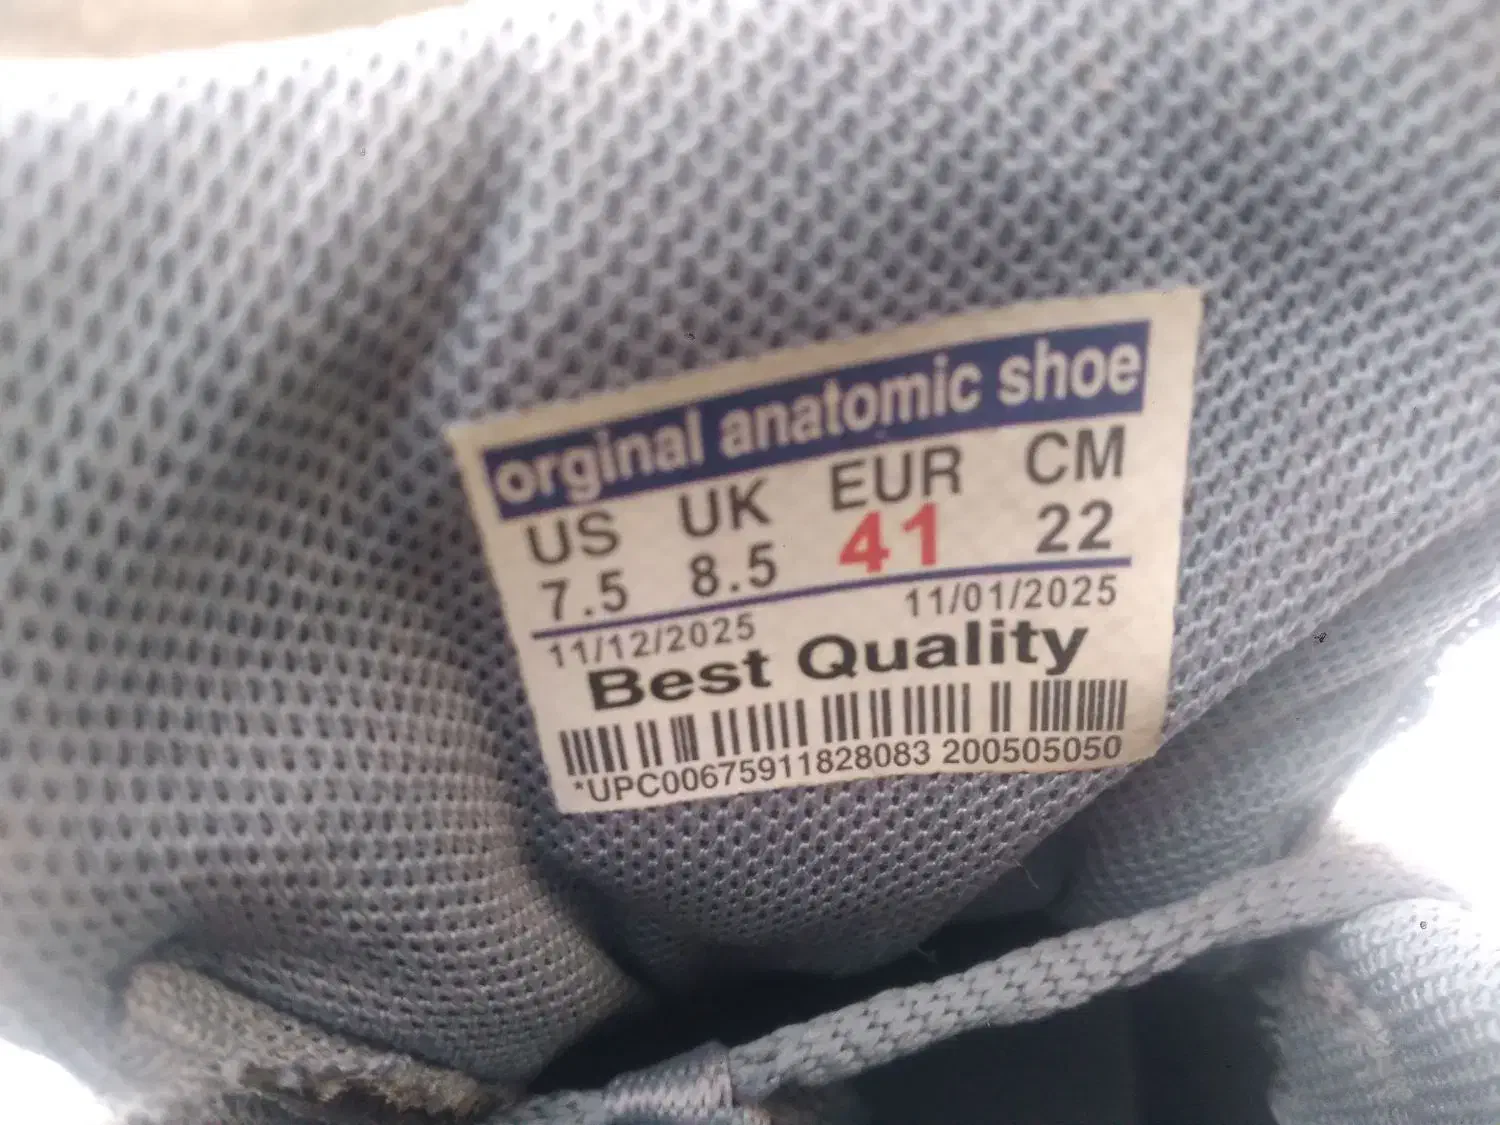 orginal anatomic shoe
US UK EUR CM
7.5 8.5 41 22
11/12/2025 11/01/2025
Best Quality
*UPC00675911828083 200505050